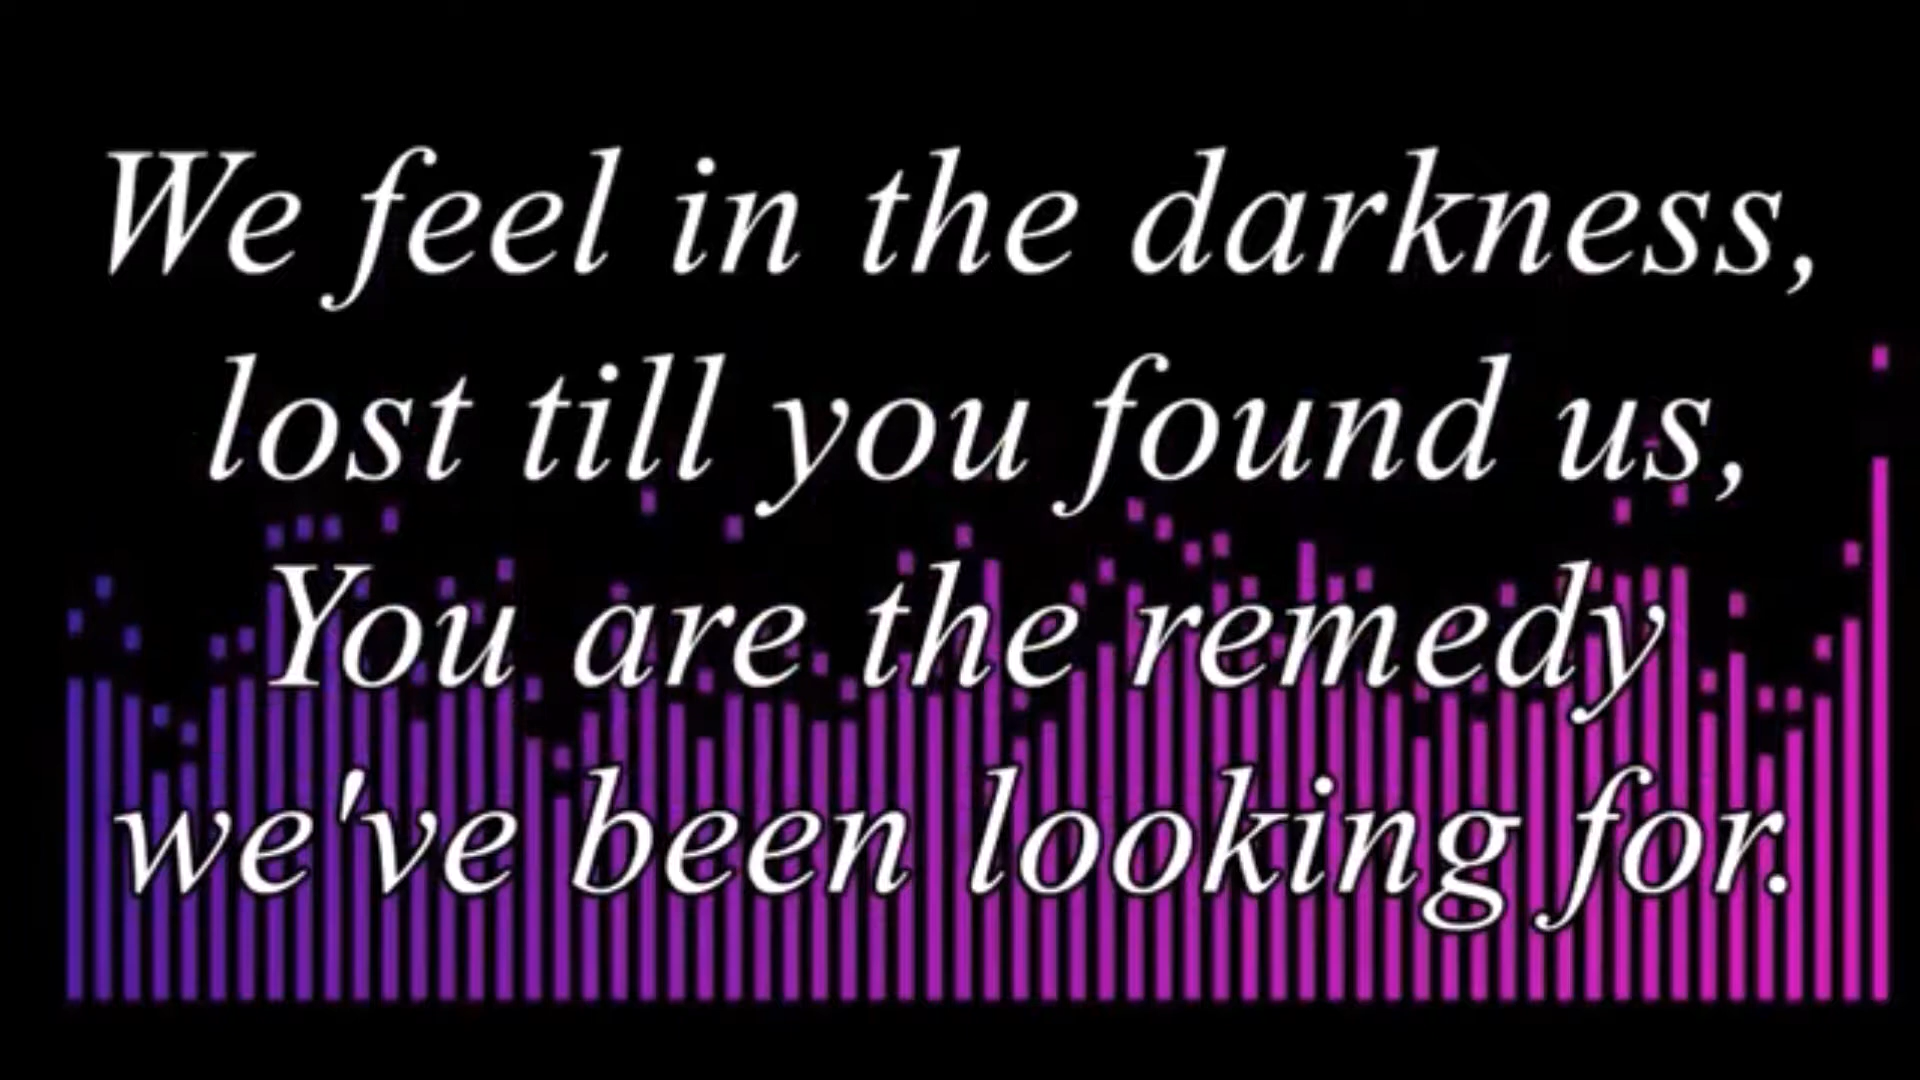 We feel in the darkness,
lost till you found us,
You are the remedy
we've been looking for.